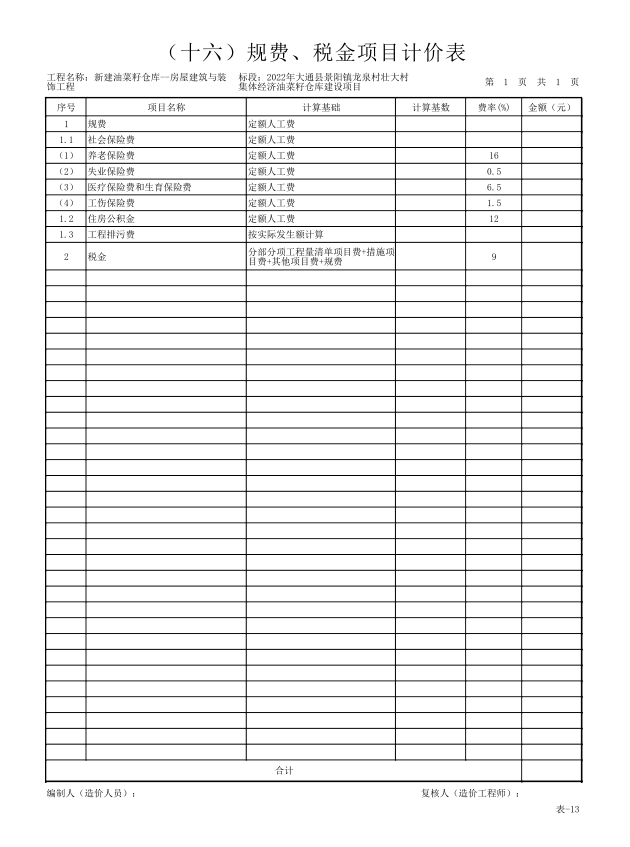 （十六）规费、税金项目计价表
工程名称：新建油菜籽仓库一房屋建筑与装
饰工程
标段：2022年大通县景阳镇龙泉村壮大村
集体经济油菜籽仓库建设项目
第 1 页 共 1 页
序号 项目名称 计算基础 计算基数 费率(%) 金额（元）
1 规费 定额人工费
1.1 社会保险费 定额人工费
（1） 养老保险费 定额人工费 16
（2） 失业保险费 定额人工费 0.5
（3） 医疗保险费和生育保险费 定额人工费 6.5
（4） 工伤保险费 定额人工费 1.5
1.2 住房公积金 定额人工费 12
1.3 工程排污费 按实际发生额计算
2 税金 分部分项工程量清单项目费+措施项
目费+其他项目费+规费 9
合计
编制人（造价人员）： 复核人（造价工程师）：
表-13